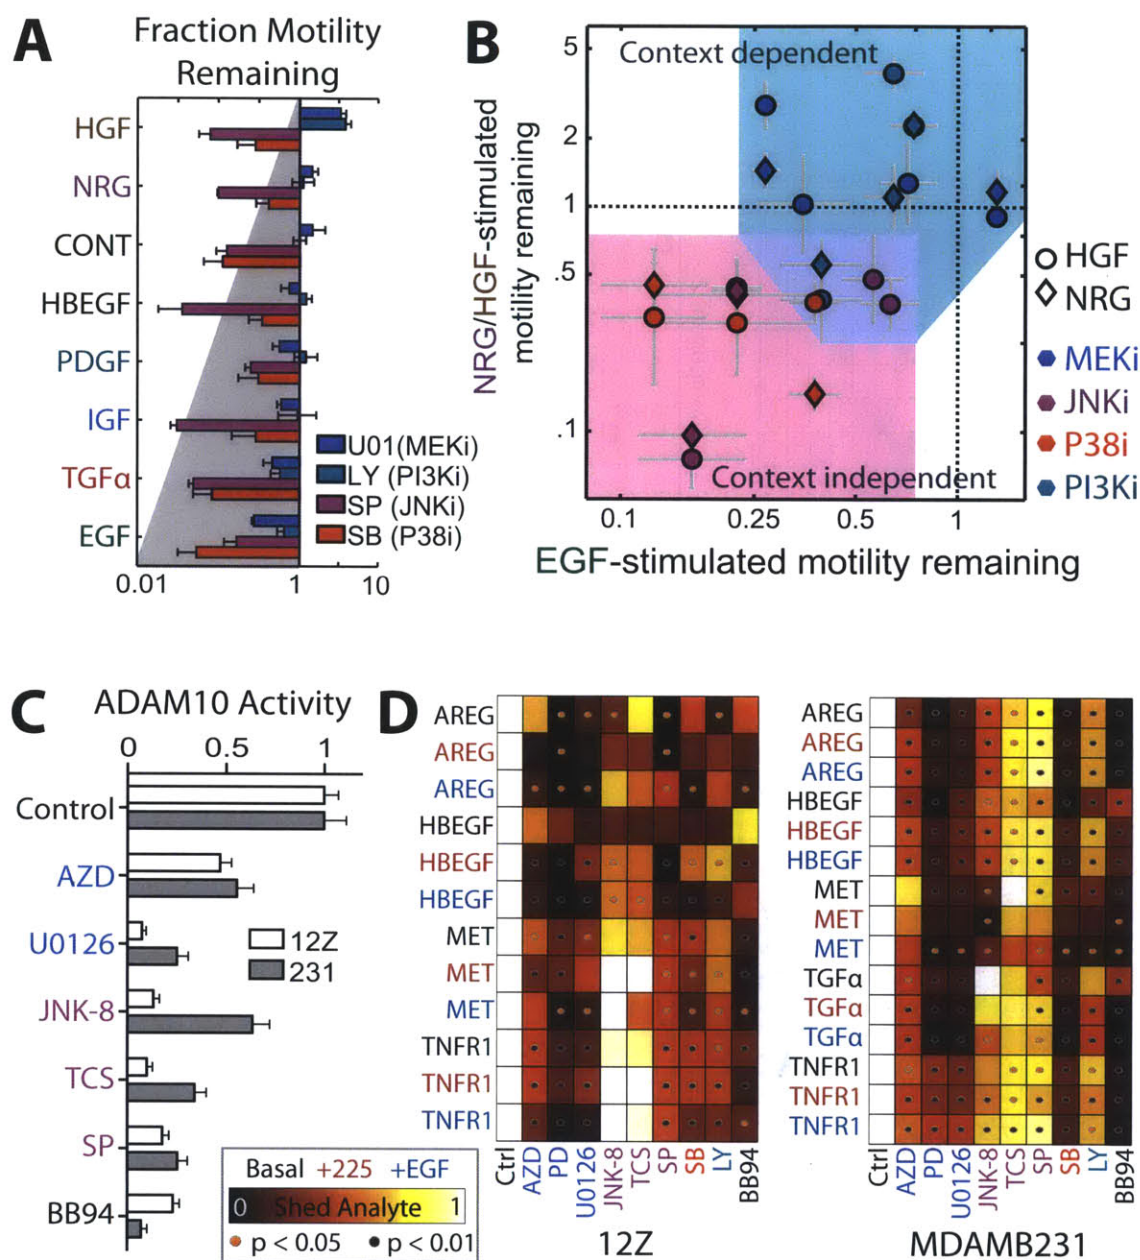 A
Fraction Motility
Remaining
HGF
NRG
CONT
HBEGF
PDGF
IGF
TGFα
EGF
U01(MEKi)
LY (PI3Ki)
SP (JNKi)
SB (P38i)
0.01 1 10
B
NRG/HGF-stimulated
motility remaining
5
2
1
.5
.1
Context dependent
Context independent
0.1 0.25 0.5 1
EGF-stimulated motility remaining
HGF
NRG
MEKi
JNKi
P38i
PI3Ki
C
ADAM10 Activity
0 0.5 1
Control
AZD
U0126
JNK-8
TCS
SP
BB94
12Z
231
Basal +225 +EGF
0 Shed Analyte 1
p < 0.05 p < 0.01
D
AREG
AREG
AREG
HBEGF
HBEGF
HBEGF
MET
MET
MET
TNFR1
TNFR1
TNFR1
Ctrl
AZD
PD
U0126
JNK-8
TCS
SP
SB
LY
BB94
12Z
AREG
AREG
AREG
HBEGF
HBEGF
HBEGF
MET
MET
MET
TGFα
TGFα
TGFα
TNFR1
TNFR1
TNFR1
Ctrl
AZD
PD
U0126
JNK-8
TCS
SP
SB
LY
BB94
MDAMB231